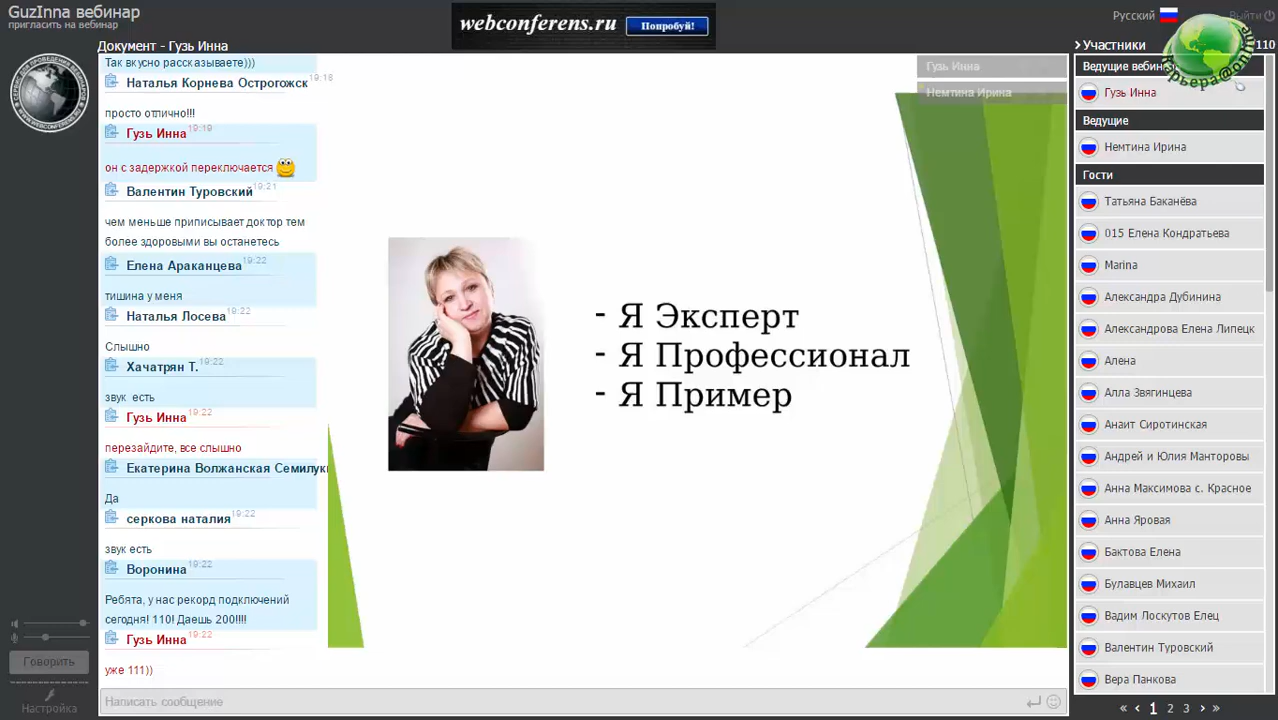 GuzInna вебинар
пригласить на вебинар
webconferens.ru
Попробуй!
Русский
Выйти
Документ - Гузь Инна
Так вкусно рассказываете)))
Наталья Корнева Острогожск 19:18
просто отлично!!!
Гузь Инна 19:19
он с задержкой переключается
Валентин Туровский 19:21
чем меньше приписывает доктор тем
более здоровыми вы останетесь
Елена Араканцева 19:22
тишина у меня
Наталья Лосева 19:22
Слышно
Хачатрян Т. 19:22
звук есть
Гузь Инна 19:22
перезайдите, все слышно
Екатерина Волжанская Семилуки
Да
серкова наталия 19:22
звук есть
Воронина 19:22
Ребята, у нас рекорд подключений
сегодня! 110! Даешь 200!!!!
Гузь Инна 19:22
уже 111))
Написать сообщение
Говорить
Настройка
Гузь Инна
Немтина Ирина
- Я Эксперт
- Я Профессионал
- Я Пример
Участники
110
Ведущие вебин
Гузь Инна
Ведущие
Немтина Ирина
Гости
Татьяна Баканёва
015 Елена Кондратьева
Marina
Александра Дубинина
Александрова Елена Липецк
Алена
Алла Звягинцева
Анаит Сиротинская
Андрей и Юлия Манторовы
Анна Максимова с. Красное
Анна Яровая
Бактова Елена
Булавцев Михаил
Вадим Лоскутов Елец
Валентин Туровский
Вера Панкова
« ‹ 1 2 3 › »